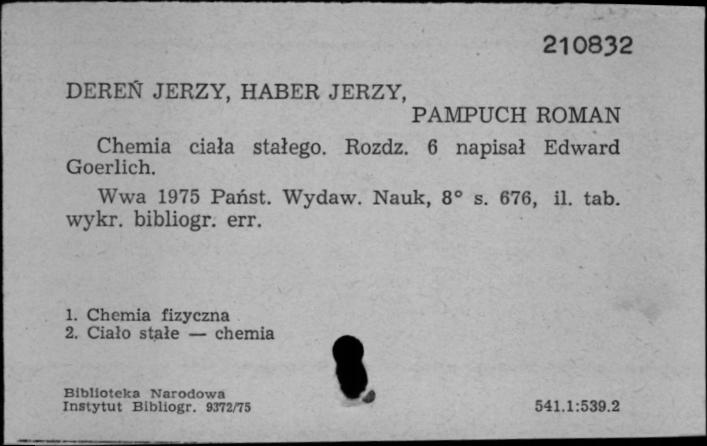 210832
DEREŃ JERZY, HABER JERZY,
PAMPUCH ROMAN
Chemia ciała stałego. Rozdz. 6 napisał Edward
Goerlich.
Wwa 1975 Państ. Wydaw. Nauk, 8° s. 676, il. tab.
wykr. bibliogr. err.
1. Chemia fizyczna
2. Ciało stałe — chemia
Biblioteka Narodowa
Instytut Bibliogr. 9372/75
541.1:539.2